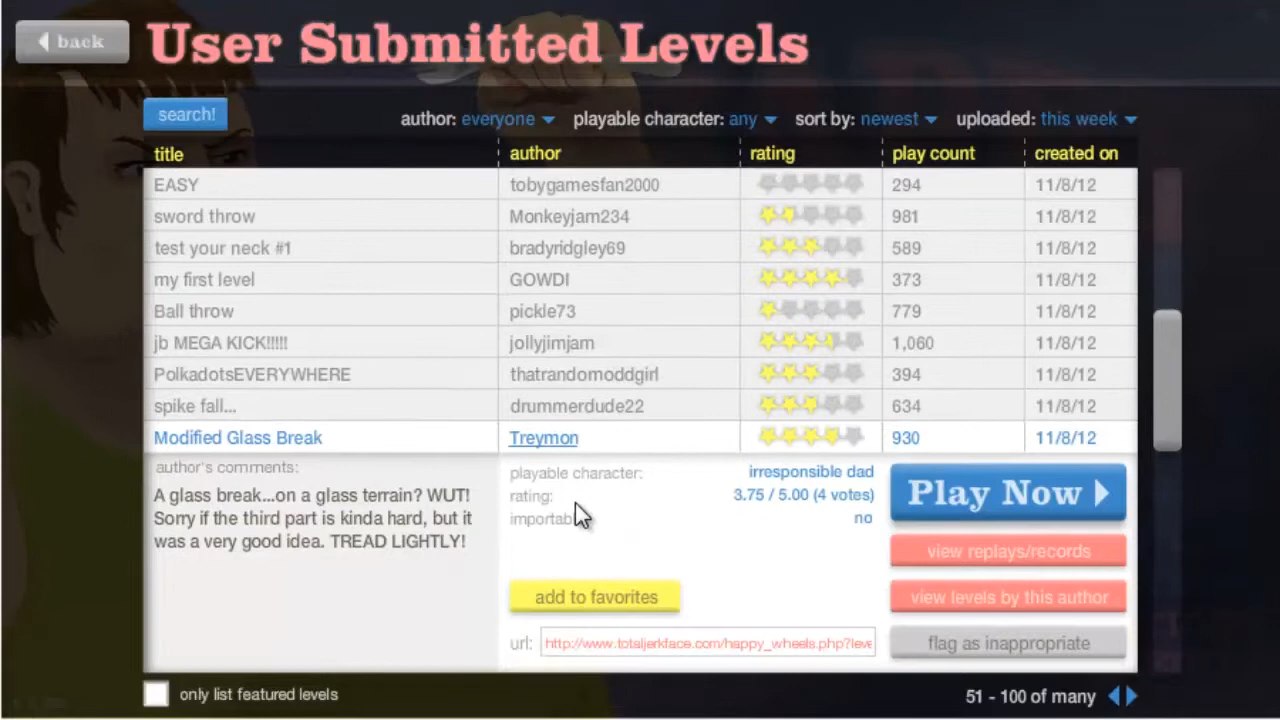 back
User Submitted Levels
search!
author: everyone playable character: any sort by: newest uploaded: this week
title author rating play count created on
EASY tobygamesfan2000 294 11/8/12
sword throw Monkeyjam234 981 11/8/12
test your neck #1 bradyridgley69 589 11/8/12
my first level GOWDI 373 11/8/12
Ball throw pickle73 779 11/8/12
jb MEGA KICK!!!!! jollyjimjam 1,060 11/8/12
PolkadotsEVERYWHERE thatrandomoddgirl 394 11/8/12
spike fall... drummerdude22 634 11/8/12
Modified Glass Break Treymon 930 11/8/12
author's comments:
A glass break...on a glass terrain? WUT!
Sorry if the third part is kinda hard, but it
was a very good idea. TREAD LIGHTLY!
playable character: irresponsible dad
rating: 3.75 / 5.00 (4 votes)
no
add to favorites
url: http://www.totaljerkface.com/happy_wheels.php?leve
Play Now
view replays/records
view levels by this author
flag as inappropriate
only list featured levels
51 - 100 of many